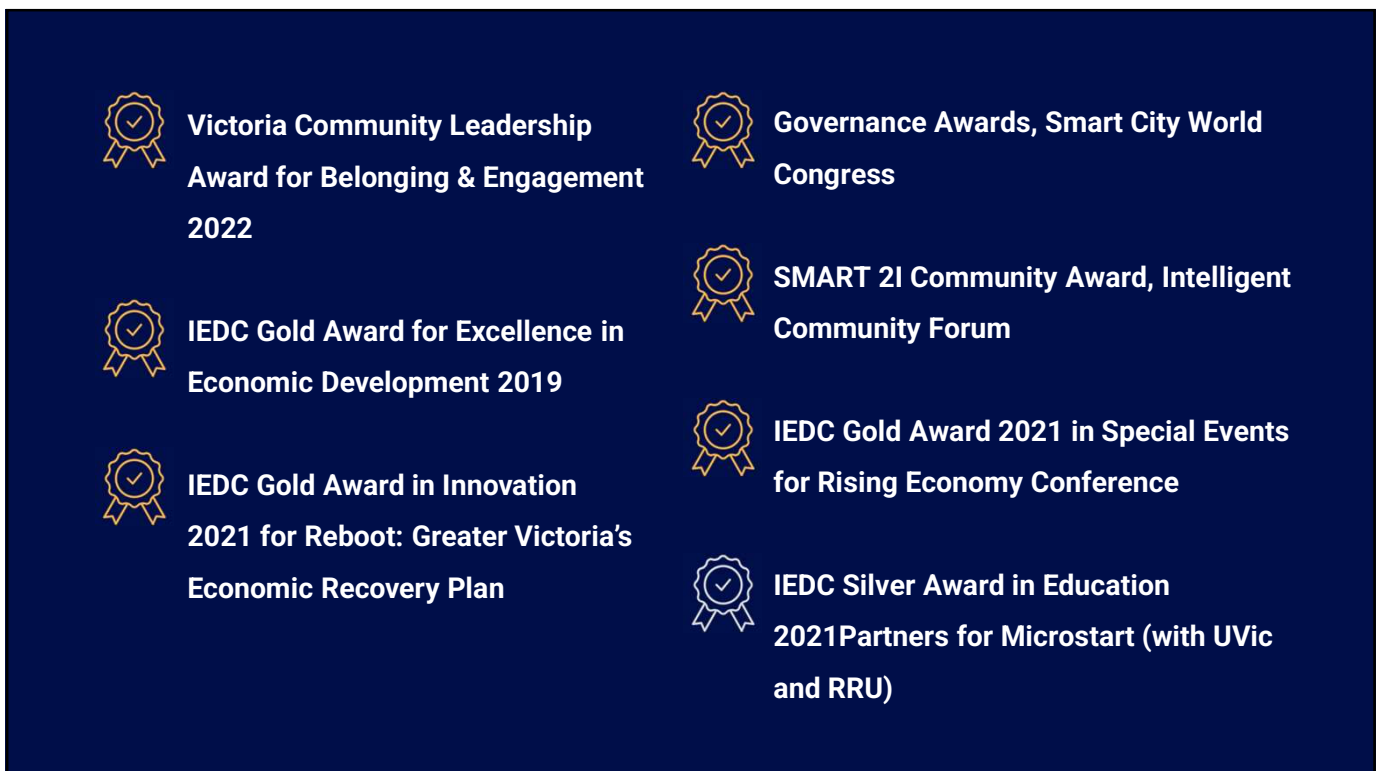 Victoria Community Leadership
Award for Belonging & Engagement
2022
IEDC Gold Award for Excellence in
Economic Development 2019
IEDC Gold Award in Innovation
2021 for Reboot: Greater Victoria’s
Economic Recovery Plan
Governance Awards, Smart City World
Congress
SMART 2I Community Award, Intelligent
Community Forum
IEDC Gold Award 2021 in Special Events
for Rising Economy Conference
IEDC Silver Award in Education
2021Partners for Microstart (with UVic
and RRU)